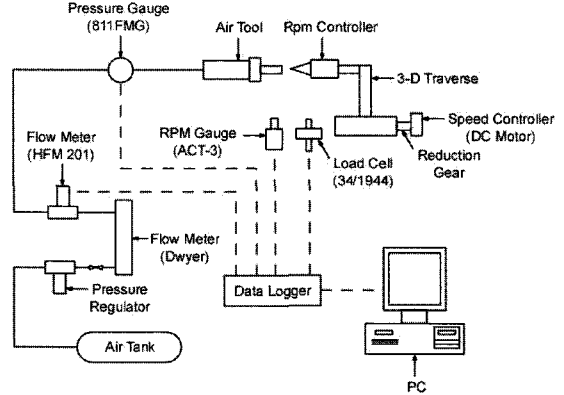 Pressure Gauge
(811FMG)
Air Tool
Rpm Controller
3-D Traverse
Flow Meter
(HFM 201)
RPM Gauge
(ACT-3)
Load Cell
(34/1944)
Speed Controller
(DC Motor)
Reduction
Gear
Flow Meter
(Dwyer)
Pressure
Regulator
Data Logger
Air Tank
PC